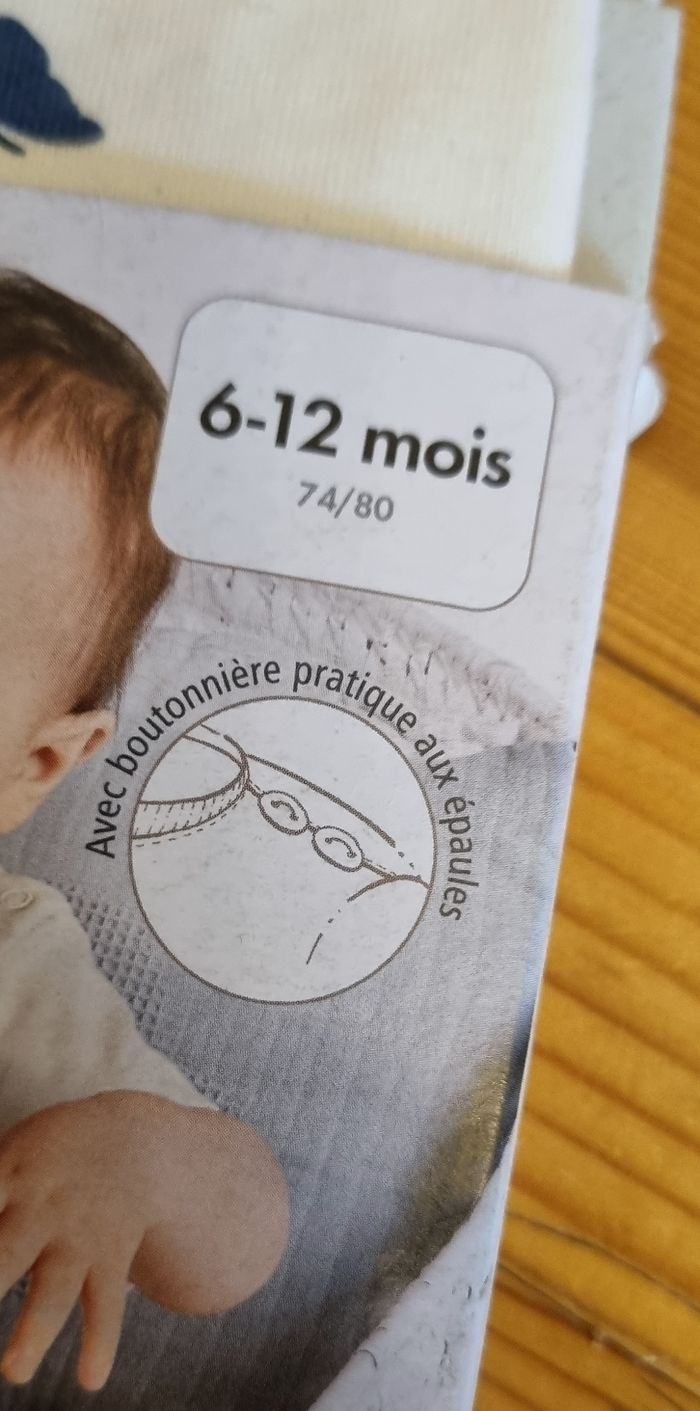 6-12 mois
74/80
Avec boutonnière pratique aux épaules